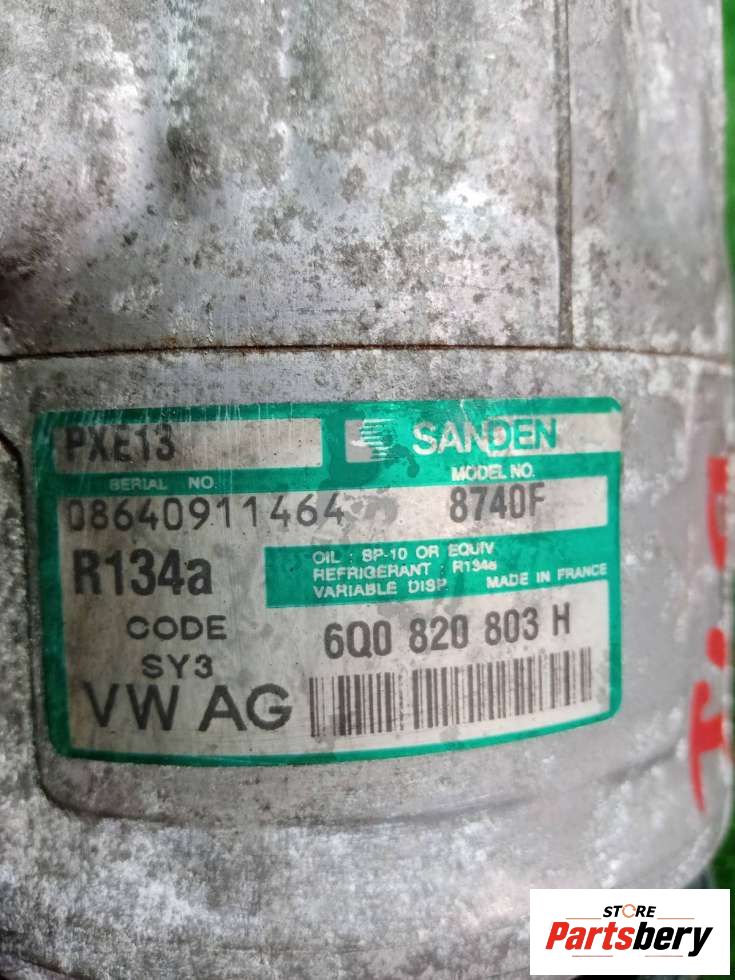 PXE13
SANDEN
SERIAL NO.
MODEL NO.
08640911464
8740F
R134a
OIL : SP-10 OR EQUIV
REFRIGERANT : R134a
VARIABLE DISP. MADE IN FRANCE
CODE
6Q0 820 803 H
SY3
VW AG
STORE
Partsbery